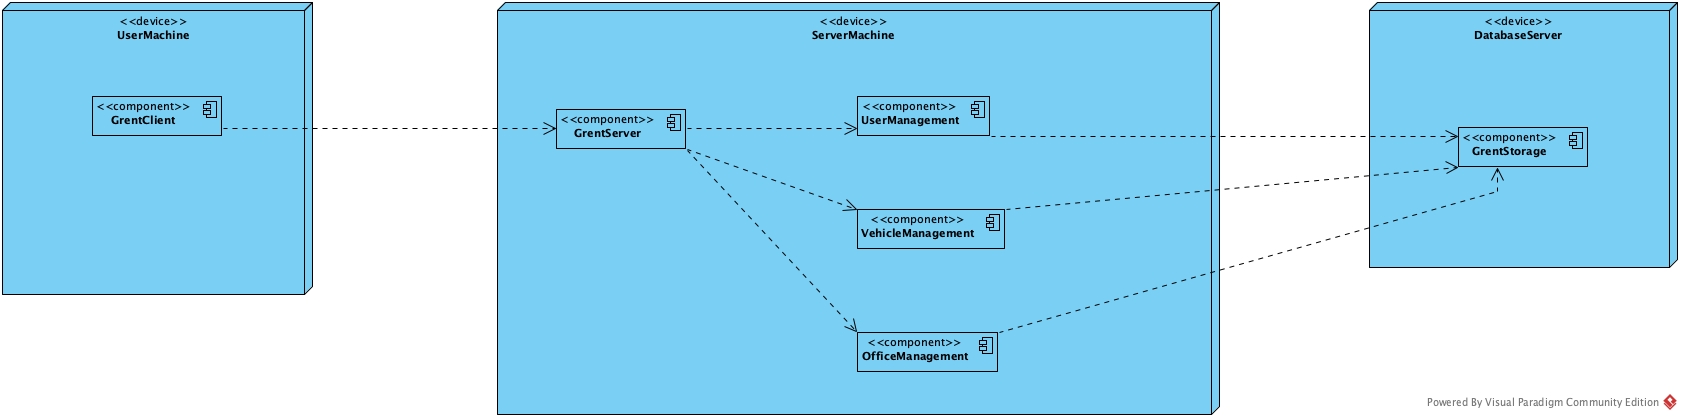 <<device>>
UserMachine
<<component>>
GrentClient
<<device>>
ServerMachine
<<component>>
GrentServer
<<component>>
UserManagement
<<component>>
VehicleManagement
<<component>>
OfficeManagement
<<device>>
DatabaseServer
<<component>>
GrentStorage
Powered By Visual Paradigm Community Edition